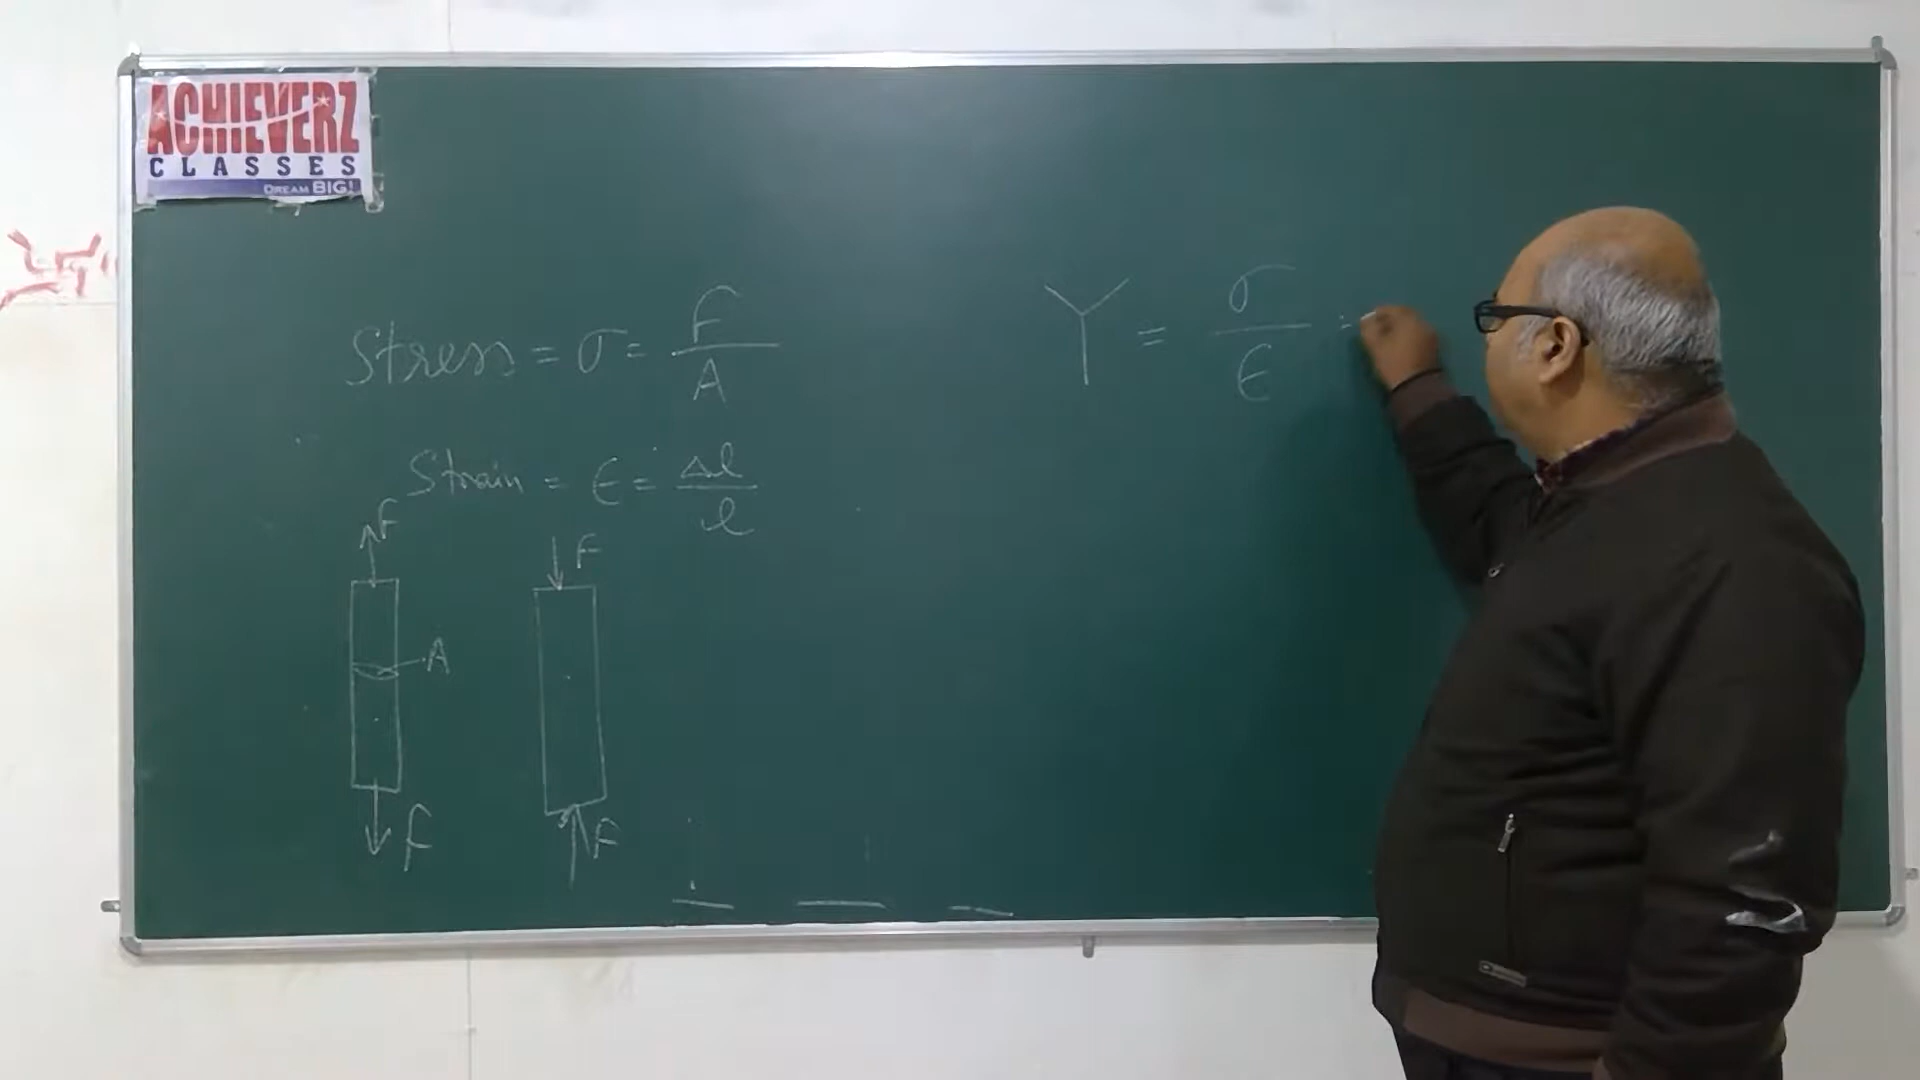 ACHIEVERZ
CLASSES
DREAM BIG!
Stress = σ = F/A
Strain = ϵ = Δl/l
F
F
A
F
F
Y = σ/ϵ =